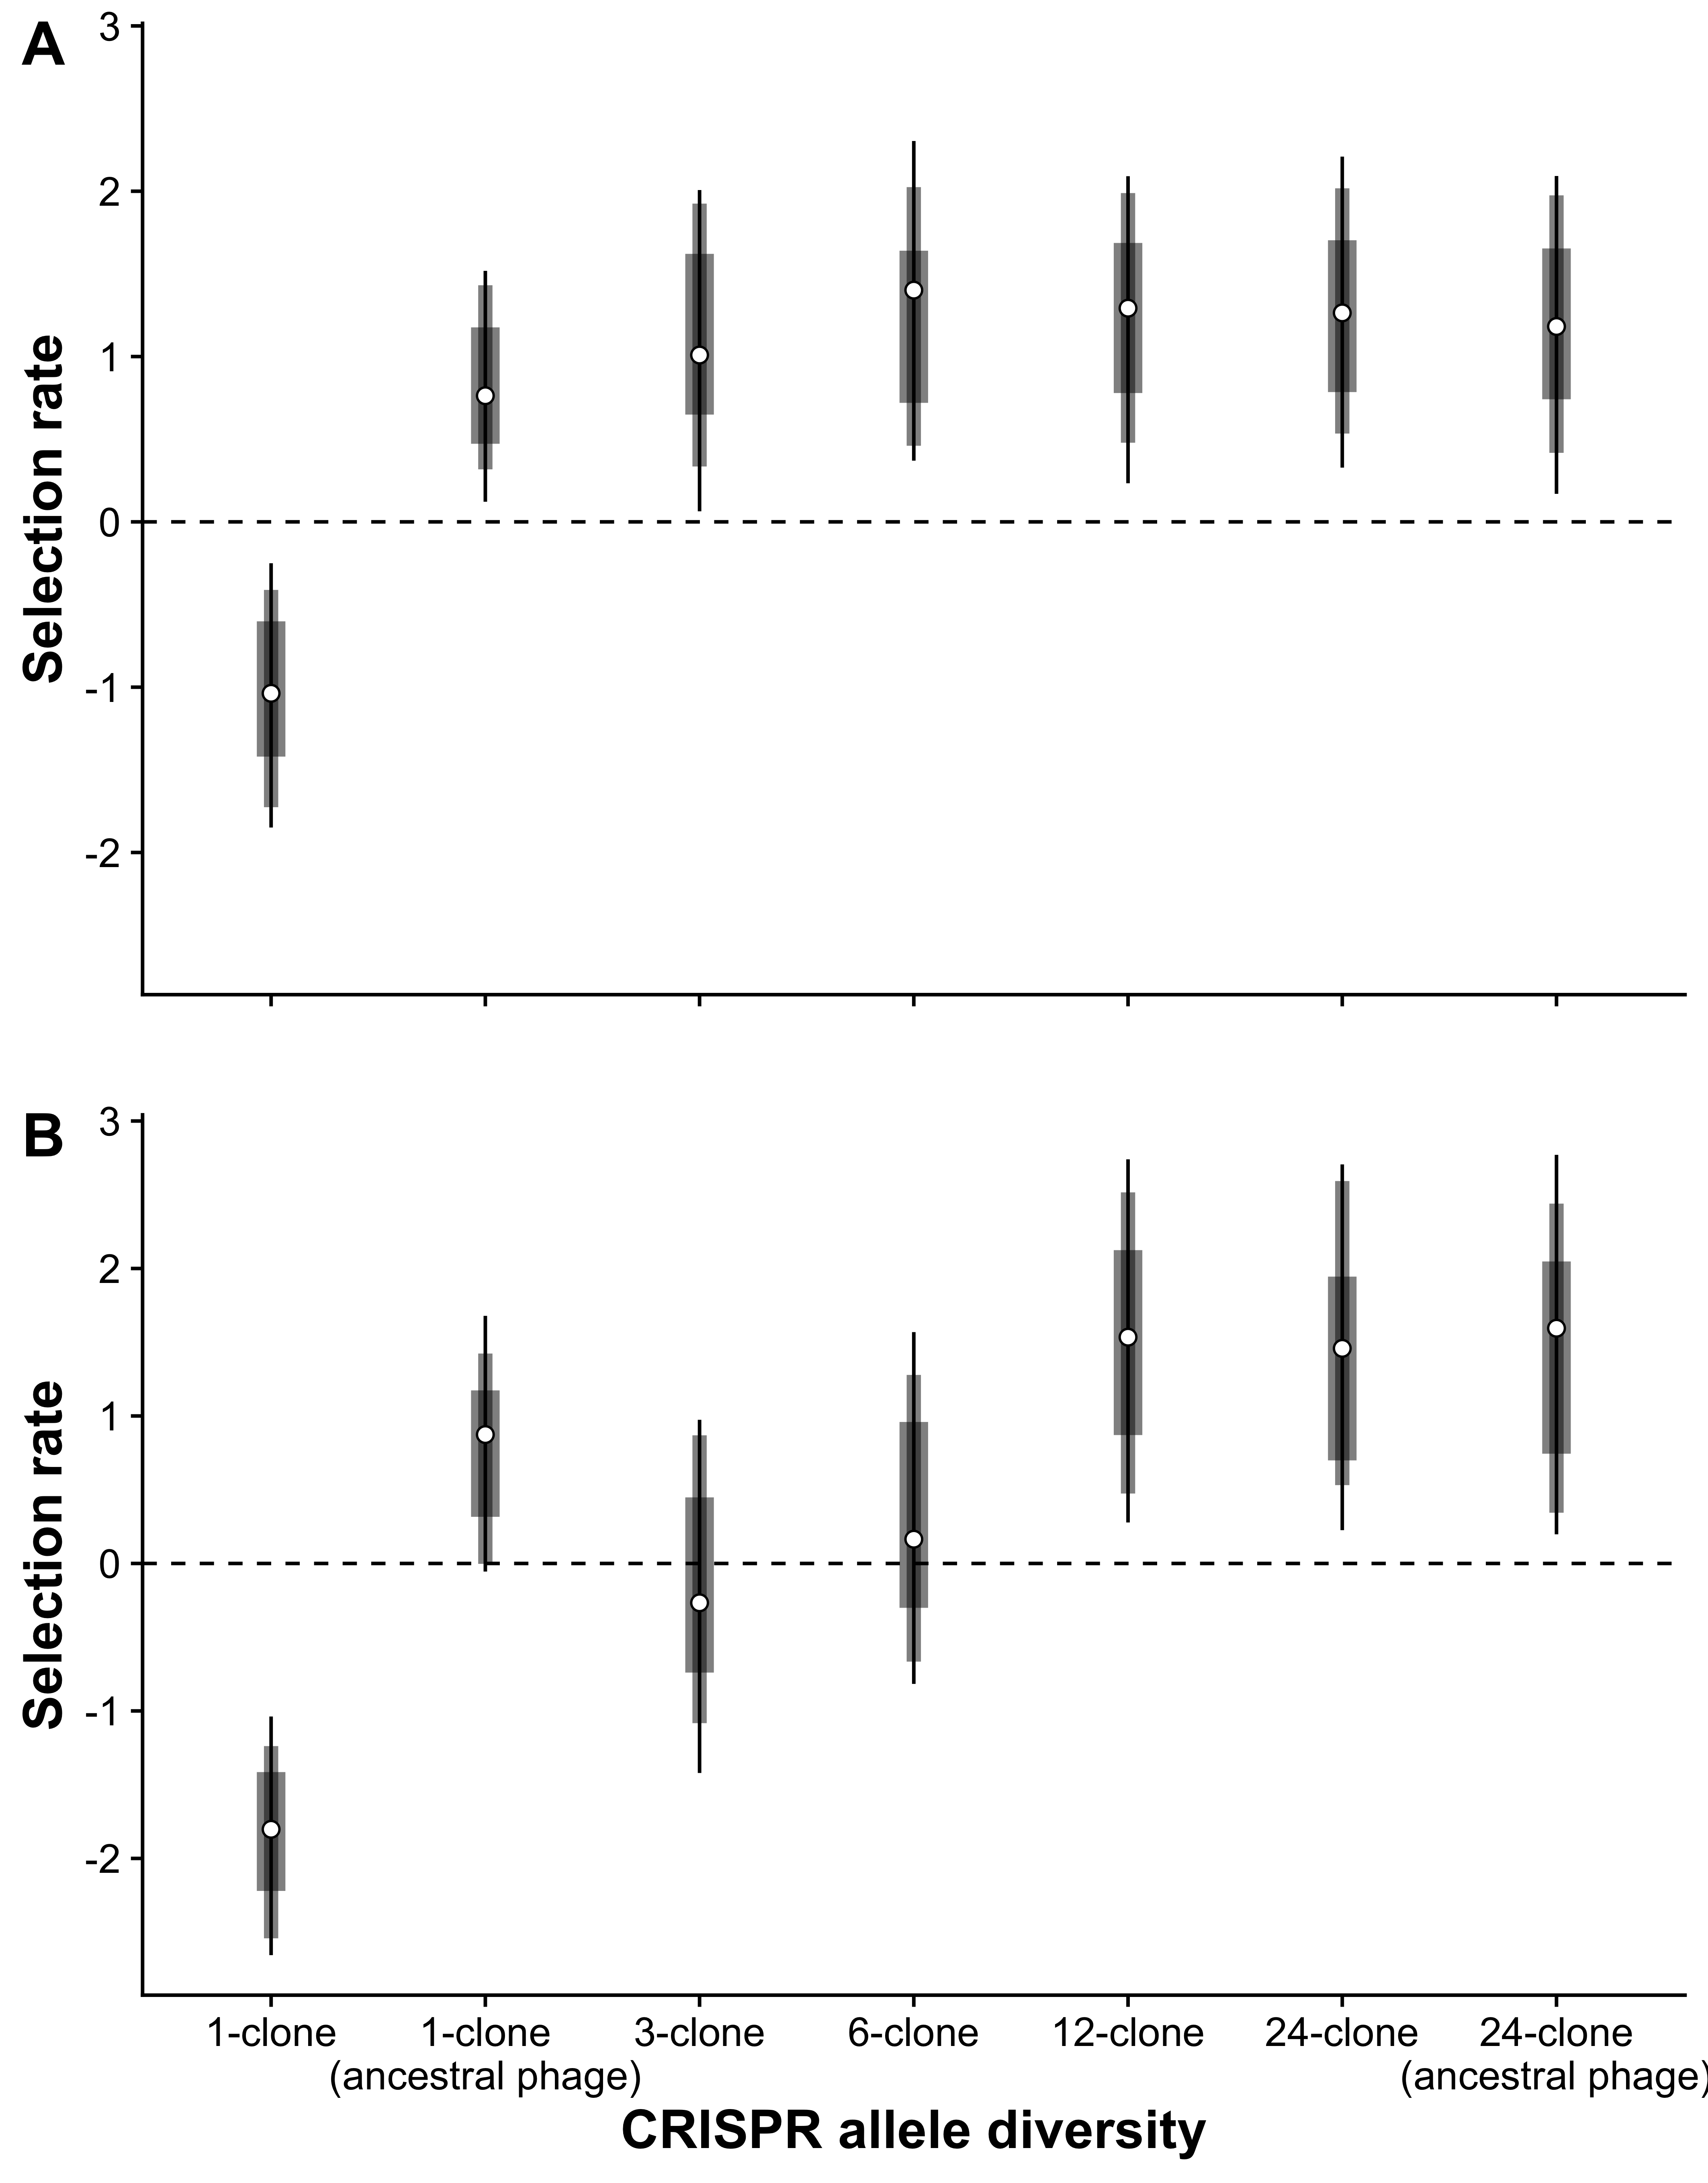 A
3
2
1
0
-1
-2
Selection rate
B
3
2
1
0
-1
-2
Selection rate
1-clone 1-clone 3-clone 6-clone 12-clone 24-clone 24-clone
(ancestral phage) (ancestral phage)
CRISPR allele diversity